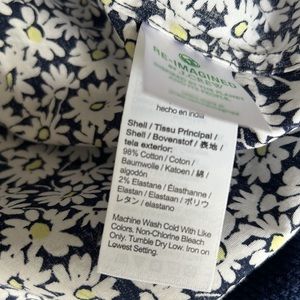 RE-IMAGINED
hecho en india
Shell / Tissu Principal /
Shell / Bovenstof / 表地 /
tela exterior:
98% Cotton / Coton /
Baumwolle / Katoen / 綿 /
algodón
2% Elastane / Élasthanne /
Elastan / Elastaan / ポリウ
レタン / elastano
Machine Wash Cold With Like
Colors. Non-Chlorine Bleach
Only. Tumble Dry Low. Iron on
Lowest Setting.